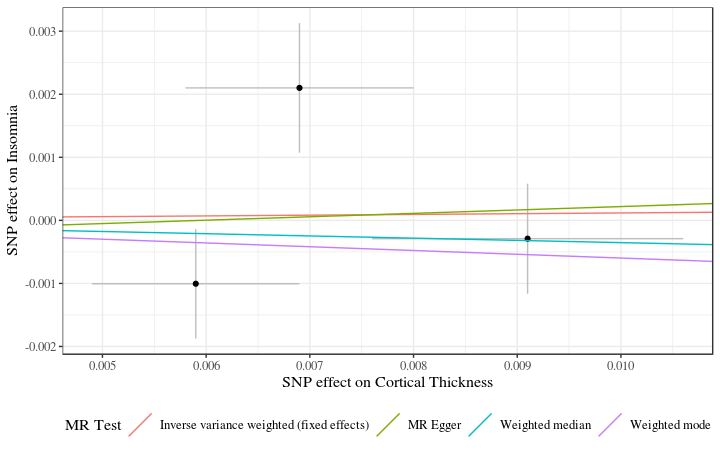 SNP effect on Insomnia
0.003
0.002
0.001
0.000
-0.001
-0.002
0.005 0.006 0.007 0.008 0.009 0.010
SNP effect on Cortical Thickness
MR Test Inverse variance weighted (fixed effects) MR Egger Weighted median Weighted mode